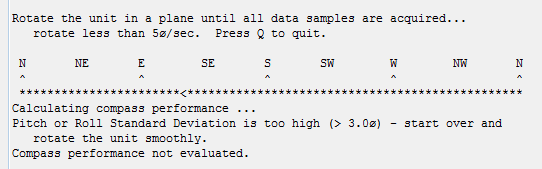 Rotate the unit in a plane until all data samples are acquired...
rotate less than 5ø/sec. Press Q to quit.
N NE E SE S SW W NW N
^ ^ ^ ^ ^
***********************<************************************************
Calculating compass performance ...
Pitch or Roll Standard Deviation is too high (> 3.0ø) - start over and
rotate the unit smoothly.
Compass performance not evaluated.